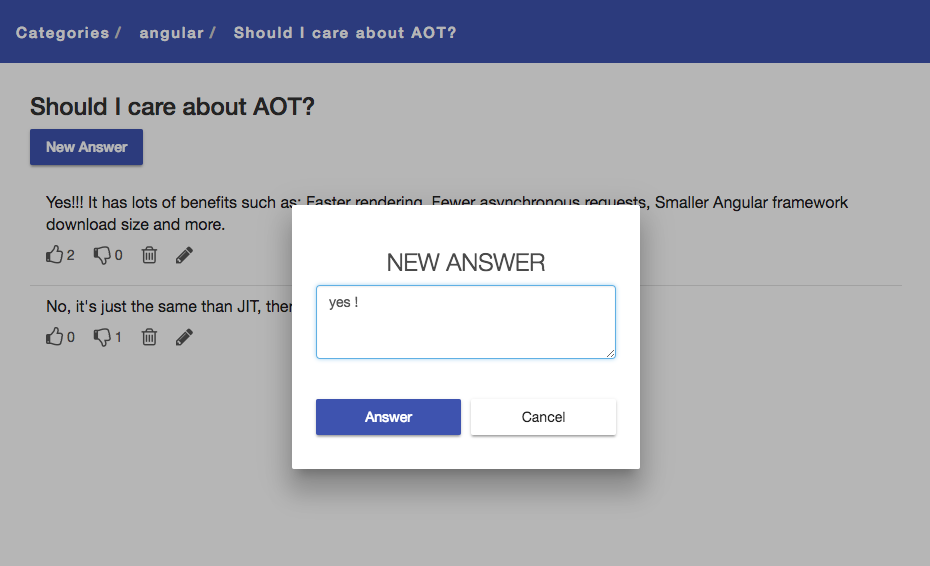 Categories / angular / Should I care about AOT?
Should I care about AOT?
New Answer
Yes!!! It has lots of benefits such as: Faster rendering, Fewer asynchronous requests, Smaller Angular framework
download size and more.
2 0
No, it's just the same than JIT, ther
0 1
NEW ANSWER
yes !
Answer Cancel